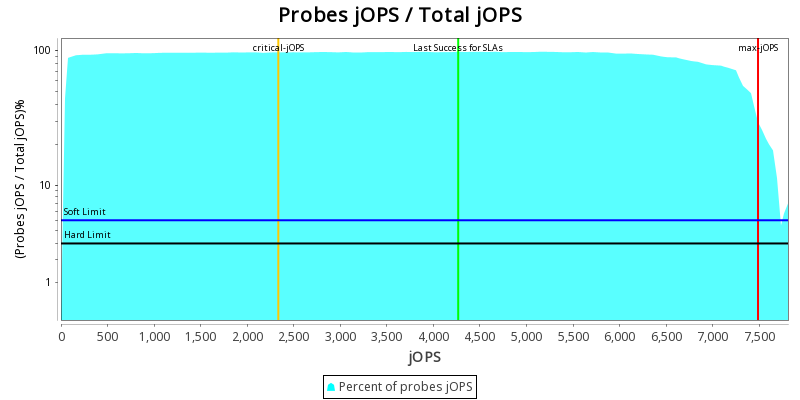 Probes jOPS / Total jOPS
(Probes jOPS / Total jOPS)%
100
10
1
critical-jOPS
Last Success for SLAs
max-jOPS
Soft Limit
Hard Limit
0 500 1,000 1,500 2,000 2,500 3,000 3,500 4,000 4,500 5,000 5,500 6,000 6,500 7,000 7,500
jOPS
Percent of probes jOPS